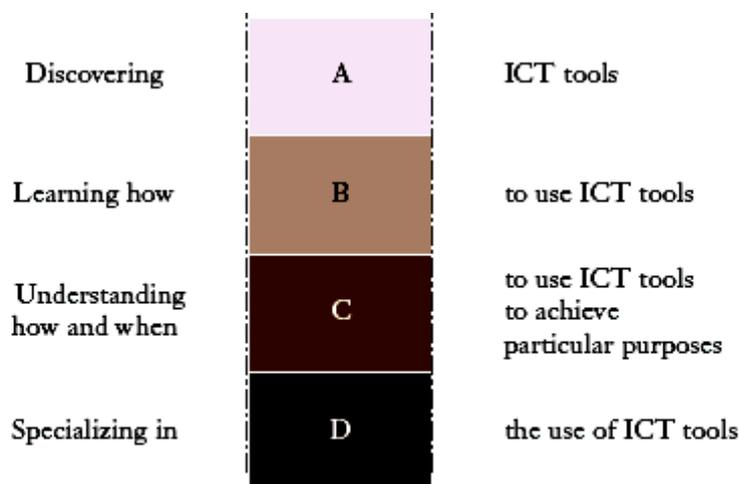 Discovering A ICT tools
Learning how B to use ICT tools
Understanding
how and when
C
to use ICT tools
to achieve
particular purposes
Specializing in D the use of ICT tools